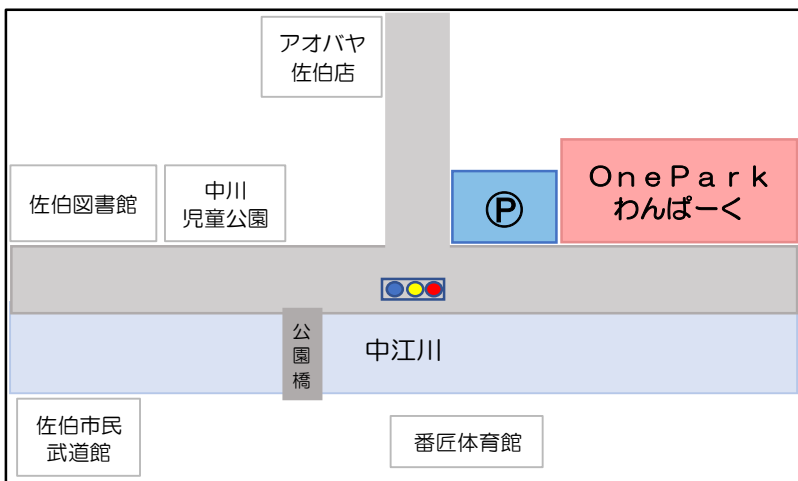 アオバヤ
佐伯店
佐伯図書館
中川
児童公園
Ⓟ
ＯｎｅＰａｒｋ
わんぱーく
公園橋
中江川
佐伯市民
武道館
番匠体育館